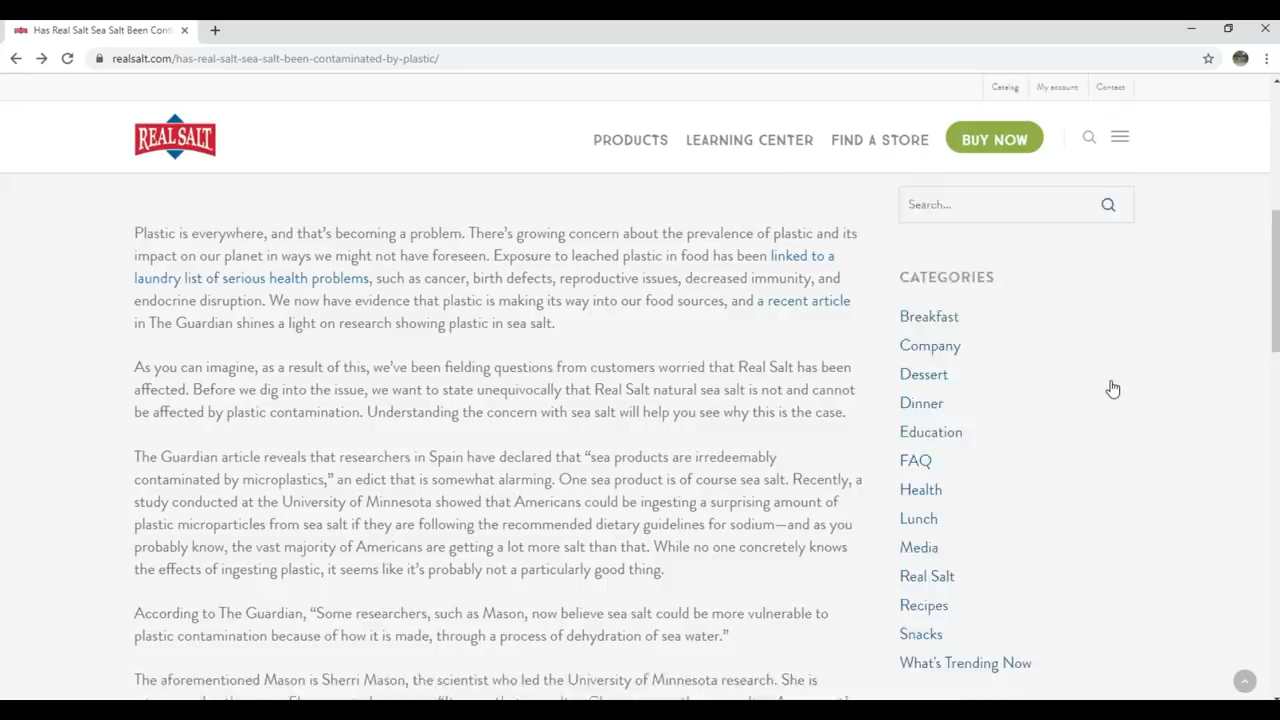 Has Real Salt Sea Salt Been Cont
realsalt.com/has-real-salt-sea-salt-been-contaminated-by-plastic/
Catalog
My account
Contact
REAL SALT
PRODUCTS
LEARNING CENTER
FIND A STORE
BUY NOW
Search...
Plastic is everywhere, and that's becoming a problem. There's growing concern about the prevalence of plastic and its
impact on our planet in ways we might not have foreseen. Exposure to leached plastic in food has been linked to a
laundry list of serious health problems, such as cancer, birth defects, reproductive issues, decreased immunity, and
endocrine disruption. We now have evidence that plastic is making its way into our food sources, and a recent article
in The Guardian shines a light on research showing plastic in sea salt.
As you can imagine, as a result of this, we've been fielding questions from customers worried that Real Salt has been
affected. Before we dig into the issue, we want to state unequivocally that Real Salt natural sea salt is not and cannot
be affected by plastic contamination. Understanding the concern with sea salt will help you see why this is the case.
The Guardian article reveals that researchers in Spain have declared that “sea products are irredeemably
contaminated by microplastics,” an edict that is somewhat alarming. One sea product is of course sea salt. Recently, a
study conducted at the University of Minnesota showed that Americans could be ingesting a surprising amount of
plastic microparticles from sea salt if they are following the recommended dietary guidelines for sodium—and as you
probably know, the vast majority of Americans are getting a lot more salt than that. While no one concretely knows
the effects of ingesting plastic, it seems like it's probably not a particularly good thing.
According to The Guardian, “Some researchers, such as Mason, now believe sea salt could be more vulnerable to
plastic contamination because of how it is made, through a process of dehydration of sea water.”
The aforementioned Mason is Sherri Mason, the scientist who led the University of Minnesota research. She is
CATEGORIES
Breakfast
Company
Dessert
Dinner
Education
FAQ
Health
Lunch
Media
Real Salt
Recipes
Snacks
What's Trending Now